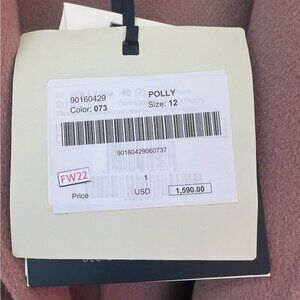 90160429 POLLY
Color: 073 Size: 12
90160429060737
1
FW22
Price USD 1,590.00